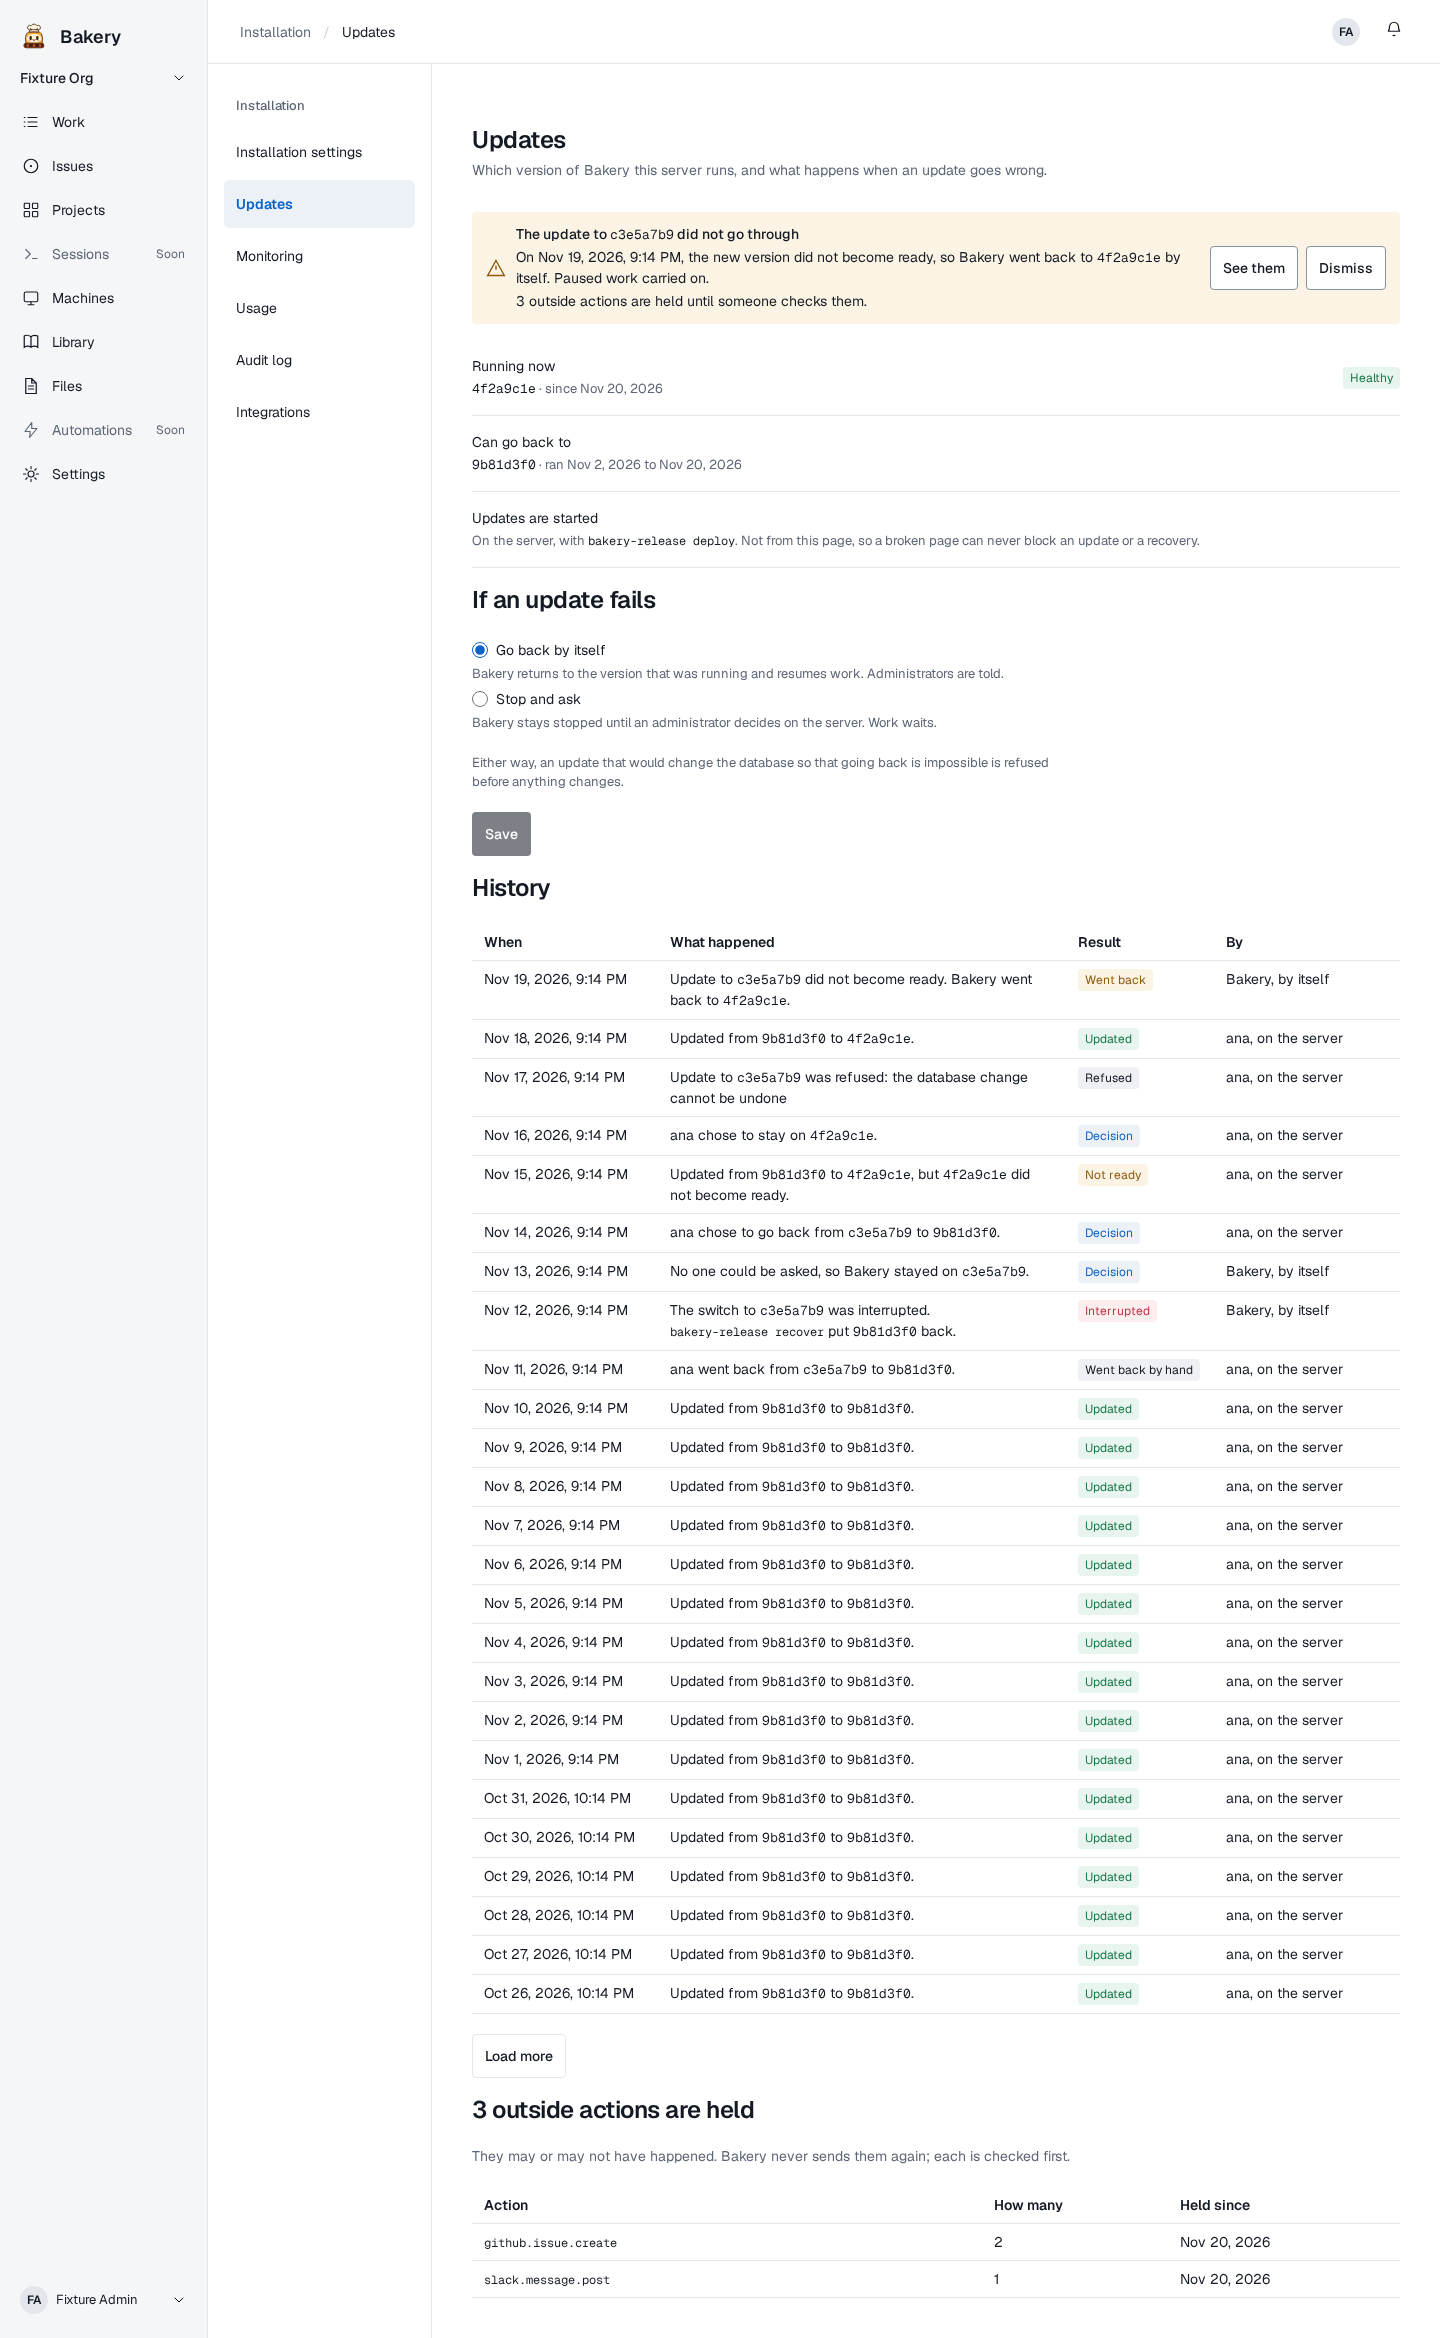 Bakery
Fixture Org
Work
Issues
Projects
Sessions Soon
Machines
Library
Files
Automations Soon
Settings
FA Fixture Admin
Installation / Updates
FA
Installation
Installation settings
Updates
Monitoring
Usage
Audit log
Integrations
Updates
Which version of Bakery this server runs, and what happens when an update goes wrong.
The update to c3e5a7b9 did not go through
On Nov 19, 2026, 9:14 PM, the new version did not become ready, so Bakery went back to 4f2a9c1e by
itself. Paused work carried on.
3 outside actions are held until someone checks them.
See them
Dismiss
Running now
4f2a9c1e · since Nov 20, 2026
Healthy
Can go back to
9b81d3f0 · ran Nov 2, 2026 to Nov 20, 2026
Updates are started
On the server, with bakery-release deploy. Not from this page, so a broken page can never block an update or a recovery.
If an update fails
Go back by itself
Bakery returns to the version that was running and resumes work. Administrators are told.
Stop and ask
Bakery stays stopped until an administrator decides on the server. Work waits.
Either way, an update that would change the database so that going back is impossible is refused
before anything changes.
Save
History
When What happened Result By
Nov 19, 2026, 9:14 PM Update to c3e5a7b9 did not become ready. Bakery went Went back Bakery, by itself
back to 4f2a9c1e.
Nov 18, 2026, 9:14 PM Updated from 9b81d3f0 to 4f2a9c1e. Updated ana, on the server
Nov 17, 2026, 9:14 PM Update to c3e5a7b9 was refused: the database change Refused ana, on the server
cannot be undone
Nov 16, 2026, 9:14 PM ana chose to stay on 4f2a9c1e. Decision ana, on the server
Nov 15, 2026, 9:14 PM Updated from 9b81d3f0 to 4f2a9c1e, but 4f2a9c1e did Not ready ana, on the server
not become ready.
Nov 14, 2026, 9:14 PM ana chose to go back from c3e5a7b9 to 9b81d3f0. Decision ana, on the server
Nov 13, 2026, 9:14 PM No one could be asked, so Bakery stayed on c3e5a7b9. Decision Bakery, by itself
Nov 12, 2026, 9:14 PM The switch to c3e5a7b9 was interrupted. Interrupted Bakery, by itself
bakery-release recover put 9b81d3f0 back.
Nov 11, 2026, 9:14 PM ana went back from c3e5a7b9 to 9b81d3f0. Went back by hand ana, on the server
Nov 10, 2026, 9:14 PM Updated from 9b81d3f0 to 9b81d3f0. Updated ana, on the server
Nov 9, 2026, 9:14 PM Updated from 9b81d3f0 to 9b81d3f0. Updated ana, on the server
Nov 8, 2026, 9:14 PM Updated from 9b81d3f0 to 9b81d3f0. Updated ana, on the server
Nov 7, 2026, 9:14 PM Updated from 9b81d3f0 to 9b81d3f0. Updated ana, on the server
Nov 6, 2026, 9:14 PM Updated from 9b81d3f0 to 9b81d3f0. Updated ana, on the server
Nov 5, 2026, 9:14 PM Updated from 9b81d3f0 to 9b81d3f0. Updated ana, on the server
Nov 4, 2026, 9:14 PM Updated from 9b81d3f0 to 9b81d3f0. Updated ana, on the server
Nov 3, 2026, 9:14 PM Updated from 9b81d3f0 to 9b81d3f0. Updated ana, on the server
Nov 2, 2026, 9:14 PM Updated from 9b81d3f0 to 9b81d3f0. Updated ana, on the server
Nov 1, 2026, 9:14 PM Updated from 9b81d3f0 to 9b81d3f0. Updated ana, on the server
Oct 31, 2026, 10:14 PM Updated from 9b81d3f0 to 9b81d3f0. Updated ana, on the server
Oct 30, 2026, 10:14 PM Updated from 9b81d3f0 to 9b81d3f0. Updated ana, on the server
Oct 29, 2026, 10:14 PM Updated from 9b81d3f0 to 9b81d3f0. Updated ana, on the server
Oct 28, 2026, 10:14 PM Updated from 9b81d3f0 to 9b81d3f0. Updated ana, on the server
Oct 27, 2026, 10:14 PM Updated from 9b81d3f0 to 9b81d3f0. Updated ana, on the server
Oct 26, 2026, 10:14 PM Updated from 9b81d3f0 to 9b81d3f0. Updated ana, on the server
Load more
3 outside actions are held
They may or may not have happened. Bakery never sends them again; each is checked first.
Action How many Held since
github.issue.create 2 Nov 20, 2026
slack.message.post 1 Nov 20, 2026